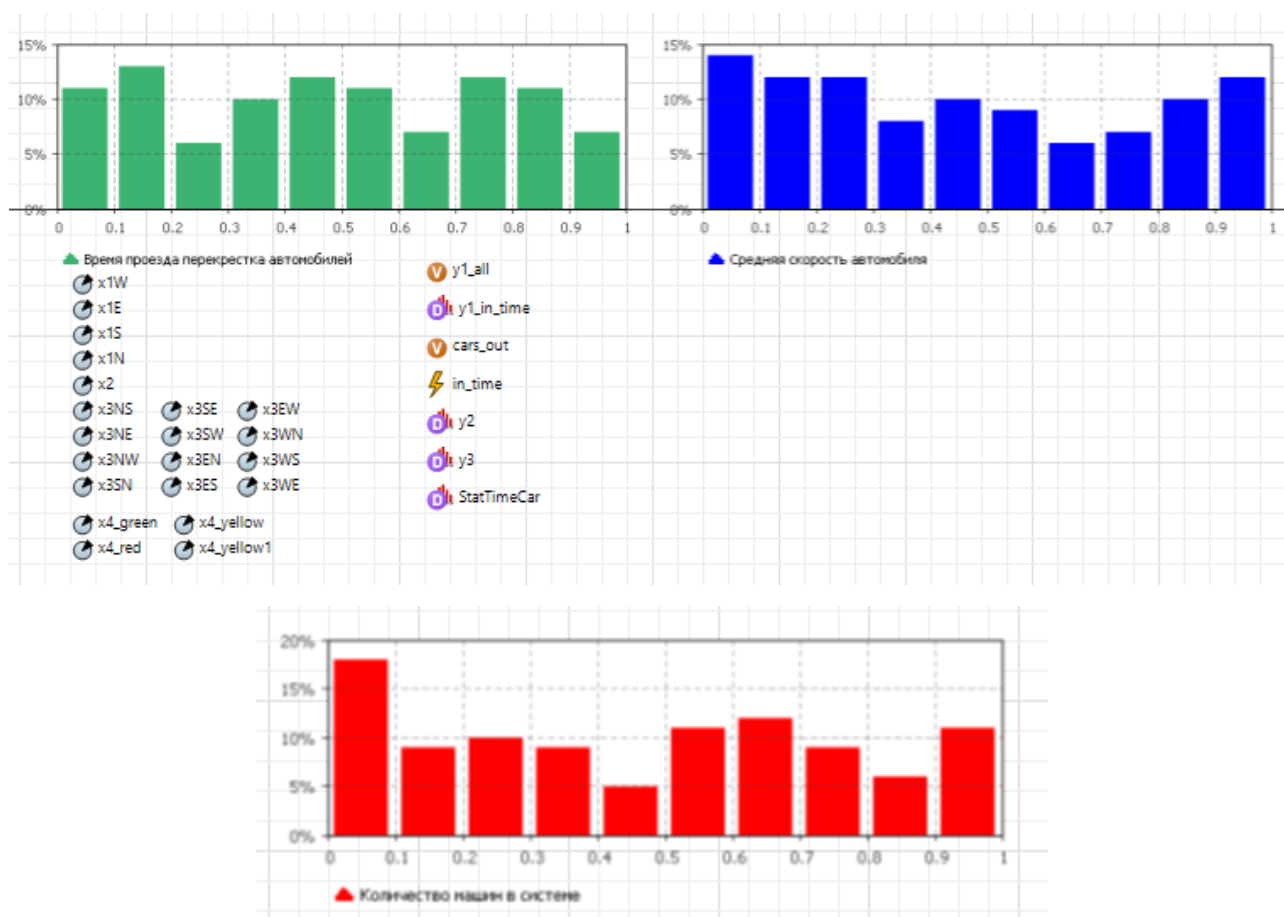 15%
10%
5%
0%
0 0.1 0.2 0.3 0.4 0.5 0.6 0.7 0.8 0.9 1
Время проезда перекрестка автомобилей
15%
10%
5%
0%
0 0.1 0.2 0.3 0.4 0.5 0.6 0.7 0.8 0.9 1
Средняя скорость автомобиля
x1W
x1E
x1S
x1N
x2
x3NS x3SE x3EW
x3NE x3SW x3WN
x3NW x3EN x3WS
x3SN x3ES x3WE
x4_green x4_yellow
x4_red x4_yellow1
V y1_all
D y1_in_time
V cars_out
in_time
D y2
D y3
D StatTimeCar
20%
15%
10%
5%
0%
0 0.1 0.2 0.3 0.4 0.5 0.6 0.7 0.8 0.9 1
Количество машин в системе